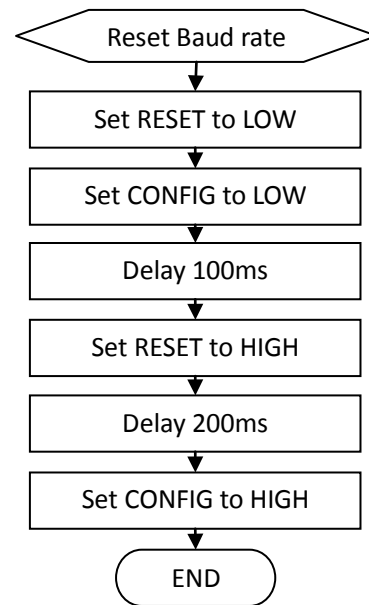 Reset Baud rate
Set RESET to LOW
Set CONFIG to LOW
Delay 100ms
Set RESET to HIGH
Delay 200ms
Set CONFIG to HIGH
END